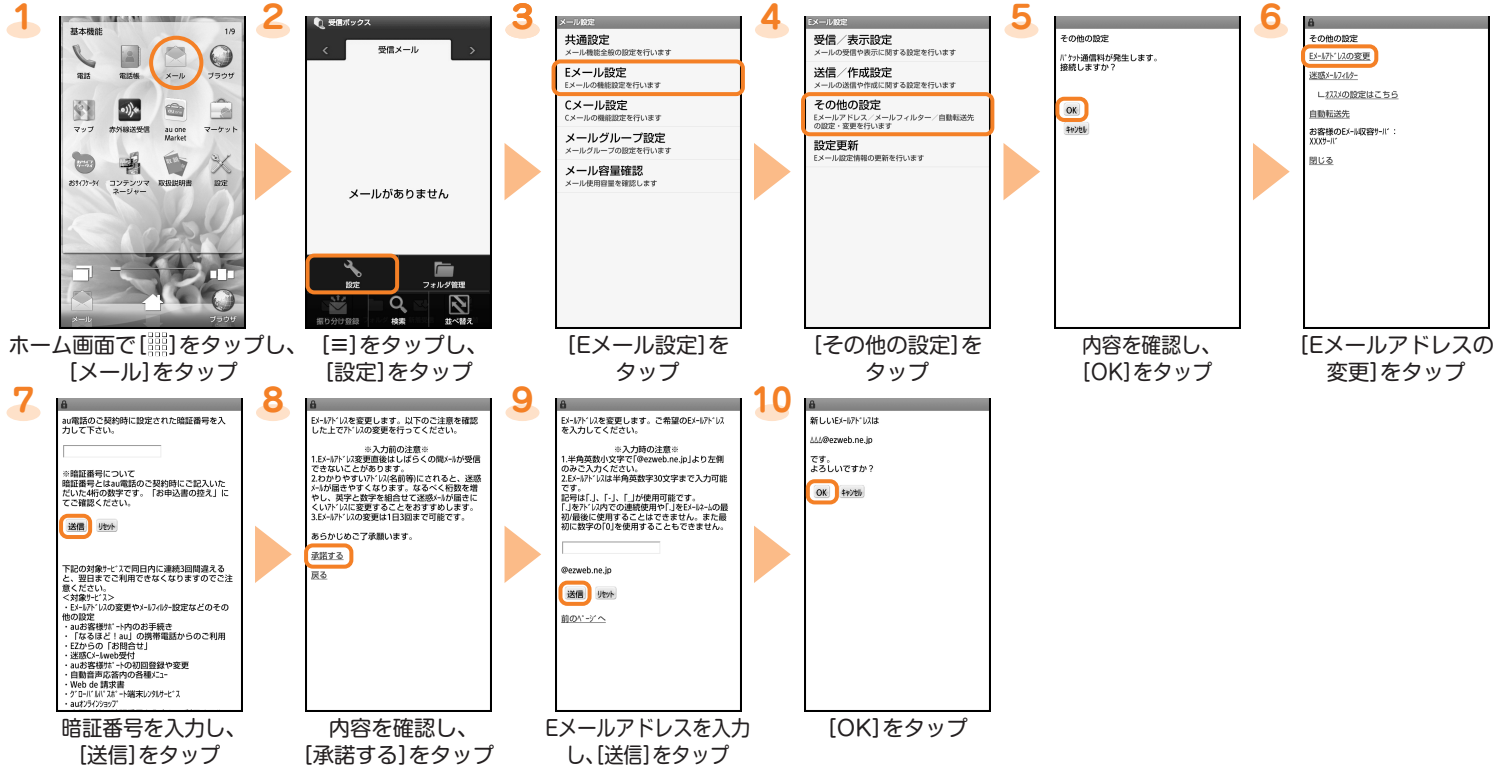 1
基本機能 1/9
電話 電話帳 メール ブラウザ
マップ 赤外線送受信 au one Market マーケット
おサイフケータイ コンテンツマネージャー 取扱説明書 設定
メール ブラウザ
ホーム画面で[ ]をタップし、
[メール]をタップ
2
受信ボックス
< 受信メール >
メールがありません
設定 フォルダ管理
振り分け登録 検索 並べ替え
[≡]をタップし、
[設定]をタップ
3
メール設定
共通設定
メール機能全般の設定を行います
Eメール設定
Eメールの機能設定を行います
Cメール設定
Cメールの機能設定を行います
メールグループ設定
メールグループの設定を行います
メール容量確認
メール使用容量を確認します
[Eメール設定]を
タップ
4
Eメール設定
受信／表示設定
メールの受信や表示に関する設定を行います
送信／作成設定
メールの送信や作成に関する設定を行います
その他の設定
Eメールアドレス／メールフィルター／自動転送先
の設定・変更を行います
設定更新
Eメール設定情報の更新を行います
[その他の設定]を
タップ
5
その他の設定
ﾊﾟｹｯﾄ通信料が発生します。
接続しますか？
OK
ｷｬﾝｾﾙ
内容を確認し、
[OK]をタップ
6
その他の設定
Eﾒｰﾙｱﾄﾞﾚｽの変更
迷惑ﾒｰﾙﾌｨﾙﾀｰ
∟ｵｽｽﾒの設定はこちら
自動転送先
お客様のEﾒｰﾙ収容ｻｰﾊﾞ：
XXXｻｰﾊﾞ
閉じる
[Eメールアドレスの
変更]をタップ
7
au電話のご契約時に設定された暗証番号を入
力して下さい。
※暗証番号について
暗証番号とはau電話のご契約時にご記入いた
だいた4桁の数字です。「お申込書の控え」に
てご確認ください。
送信 ﾘｾｯﾄ
下記の対象ｻｰﾋﾞｽで同日内に連続3回間違える
と、翌日までご利用できなくなりますのでご注
意ください。
＜対象ｻｰﾋﾞｽ＞
・Eﾒｰﾙｱﾄﾞﾚｽの変更やﾒｰﾙﾌｨﾙﾀｰ設定などのその
他の設定
・auお客様ｻﾎﾟｰﾄ内のお手続き
・「なるほど！au」の携帯電話からのご利用
・EZからの「お問合せ」
・迷惑Cﾒｰﾙweb受付
・auお客様ｻﾎﾟｰﾄの初回登録や変更
・自動音声応答内の各種ﾒﾆｭｰ
・Web de 請求書
・ｸﾞﾛｰﾊﾞﾙﾊﾟｽﾎﾟｰﾄ端末ﾚﾝﾀﾙｻｰﾋﾞｽ
・auｵﾝﾗｲﾝｼｮｯﾌﾟ
暗証番号を入力し、
[送信]をタップ
8
Eﾒｰﾙｱﾄﾞﾚｽを変更します。以下のご注意を確認
した上でｱﾄﾞﾚｽの変更を行ってください。
※入力前の注意※
1.Eﾒｰﾙｱﾄﾞﾚｽ変更直後はしばらくの間ﾒｰﾙが受信
できないことがあります。
2.わかりやすいｱﾄﾞﾚｽ(名前等)にされると、迷惑
ﾒｰﾙが届きやすくなります。なるべく桁数を増
やし、英字と数字を組合せて迷惑ﾒｰﾙが届きに
くいｱﾄﾞﾚｽに変更することをおすすめします。
3.Eﾒｰﾙｱﾄﾞﾚｽの変更は1日3回まで可能です。
あらかじめご了承願います。
承諾する
戻る
内容を確認し、
[承諾する]をタップ
9
Eﾒｰﾙｱﾄﾞﾚｽを変更します。ご希望のEﾒｰﾙｱﾄﾞﾚｽ
を入力してください。
※入力時の注意※
1.半角英数小文字で「@ezweb.ne.jp」より左側
のみご入力ください。
2.Eﾒｰﾙｱﾄﾞﾚｽは半角英数字30文字まで入力可能
です。
記号は「.」、「-」、「_」が使用可能です。
「.」をｱﾄﾞﾚｽ内での連続使用や「.」をEﾒｰﾙﾈｰﾑの最
初/最後に使用することはできません。また最
初に数字の「0」を使用することもできません。
@ezweb.ne.jp
送信 ﾘｾｯﾄ
前のﾍﾟｰｼﾞへ
Eメールアドレスを入力
し、[送信]をタップ
10
新しいEﾒｰﾙｱﾄﾞﾚｽは
△△△@ezweb.ne.jp
です。
よろしいですか？
OK ｷｬﾝｾﾙ
[OK]をタップ